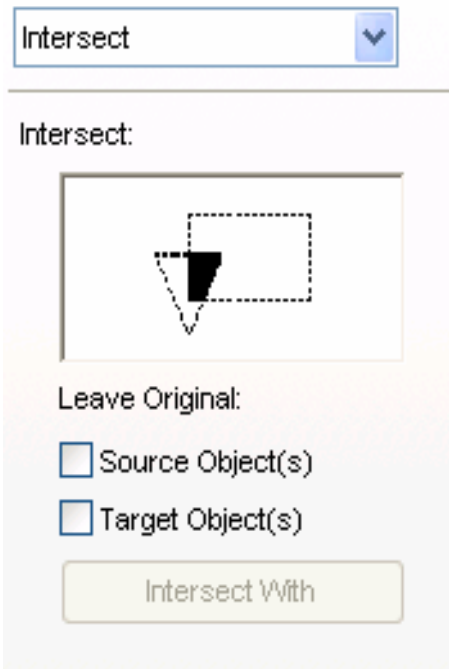 Intersect
Intersect:
Leave Original:
Source Object(s)
Target Object(s)
Intersect With